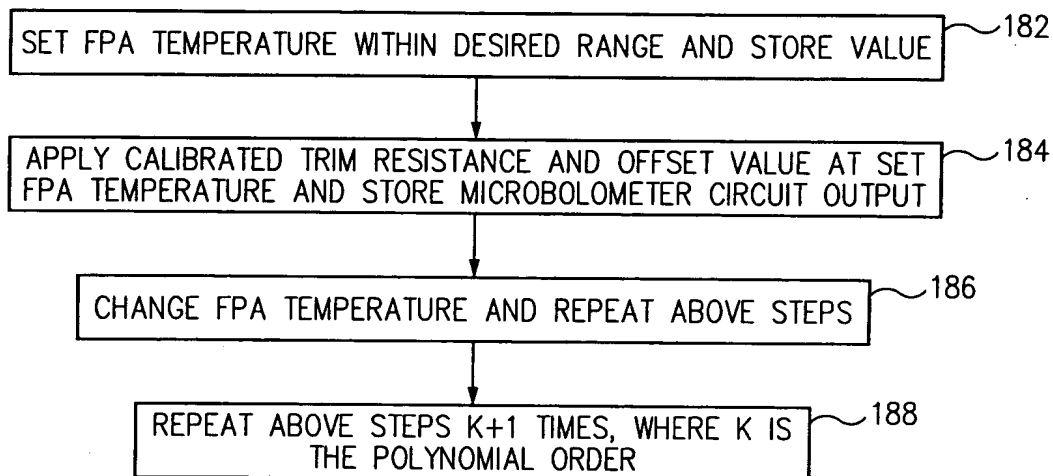 SET FPA TEMPERATURE WITHIN DESIRED RANGE AND STORE VALUE
182
APPLY CALIBRATED TRIM RESISTANCE AND OFFSET VALUE AT SET
FPA TEMPERATURE AND STORE MICROBOLOMETER CIRCUIT OUTPUT
184
CHANGE FPA TEMPERATURE AND REPEAT ABOVE STEPS
186
REPEAT ABOVE STEPS K+1 TIMES, WHERE K IS
THE POLYNOMIAL ORDER
188